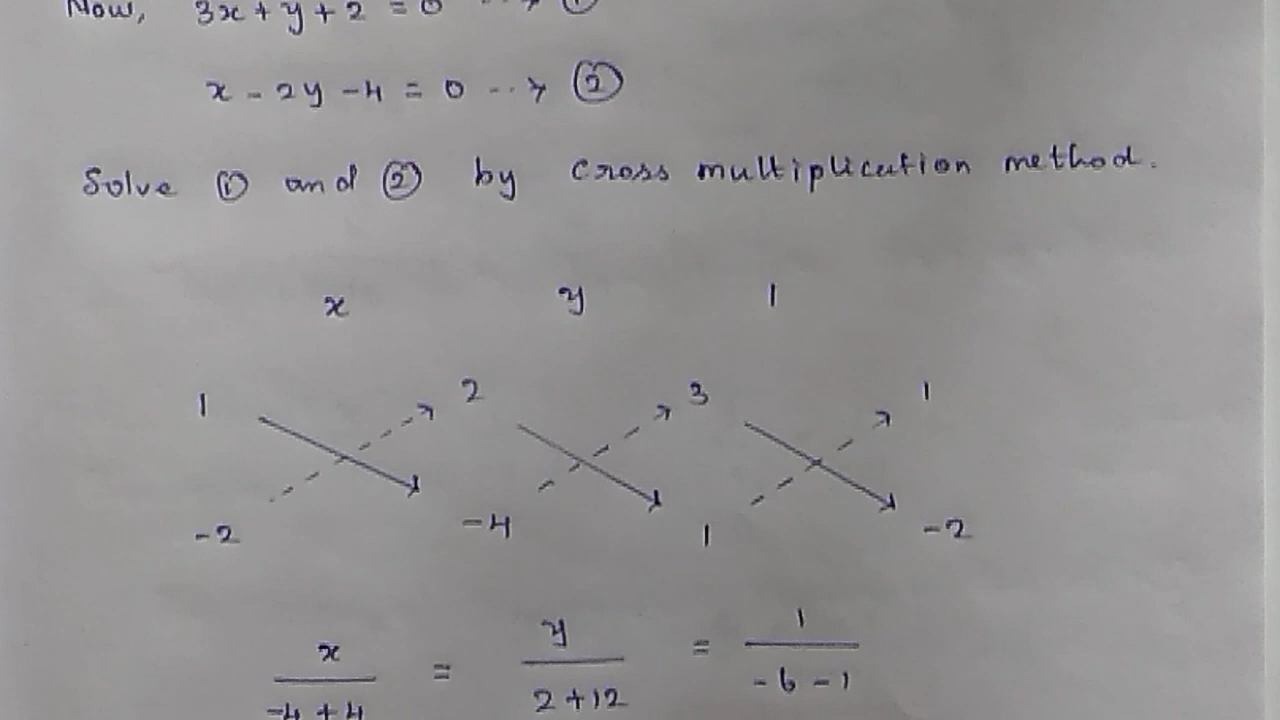 Now, 3x + y + 2 = 0 ---> ①
x - 2y - 4 = 0 ---> ②
Solve ① and ② by cross multiplication method.
x y 1
1 2 3 1
-2 -4 1 -2
x/(-4 + 4) = y/(2 + 12) = 1/(-6 - 1)